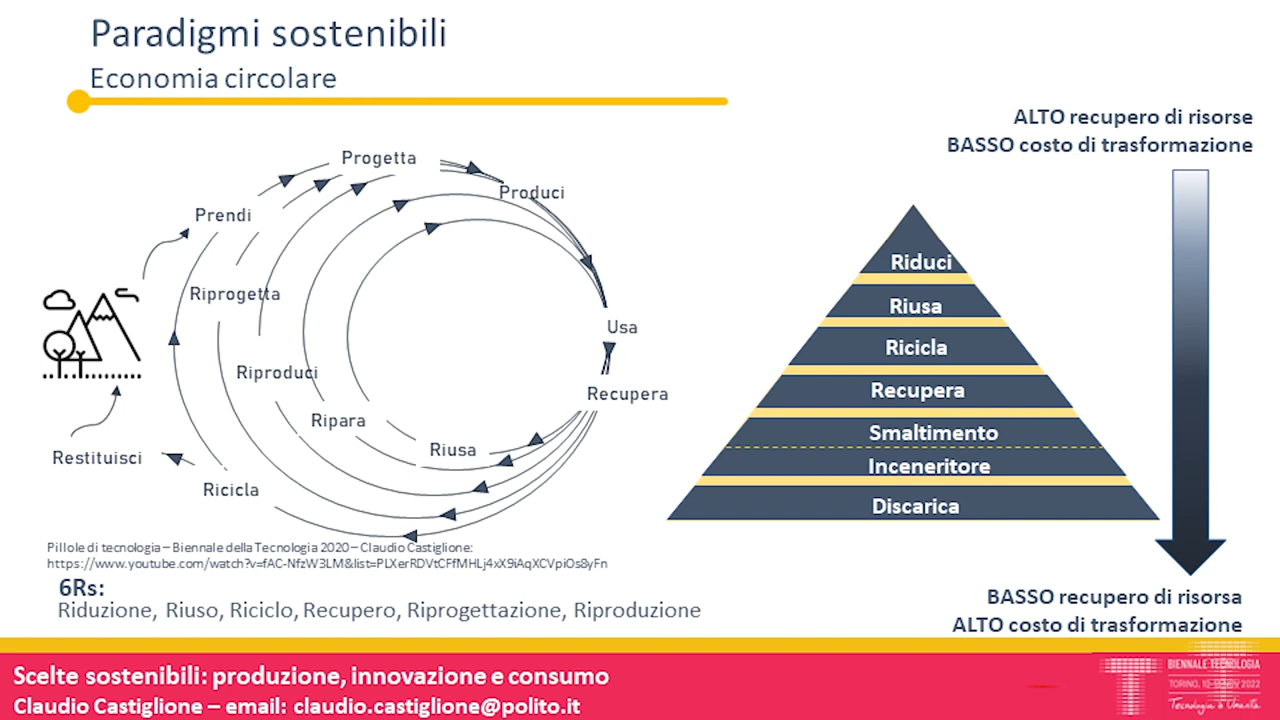 Paradigmi sostenibili
Economia circolare
Progetta
Produci
Prendi
Riprogetta
Usa
Riproduci
Recupera
Ripara
Riusa
Restituisci
Ricicla
ALTO recupero di risorse
BASSO costo di trasformazione
Riduci
Riusa
Ricicla
Recupera
Smaltimento
Inceneritore
Discarica
BASSO recupero di risorsa
ALTO costo di trasformazione
Pillole di tecnologia – Biennale della Tecnologia 2020 – Claudio Castiglione:
https://www.youtube.com/watch?v=fAC-NfzW3LM&list=PLXerRDVtCFfMHLj4xX9iAqXCVpiOs8yFn
6Rs:
Riduzione, Riuso, Riciclo, Recupero, Riprogettazione, Riproduzione
Scelte sostenibili: produzione, innovazione e consumo
Claudio Castiglione – email: claudio.castiglione@polito.it
BIENNALE TECNOLOGIA
TORINO, 2022
Tecnologia è Umanità